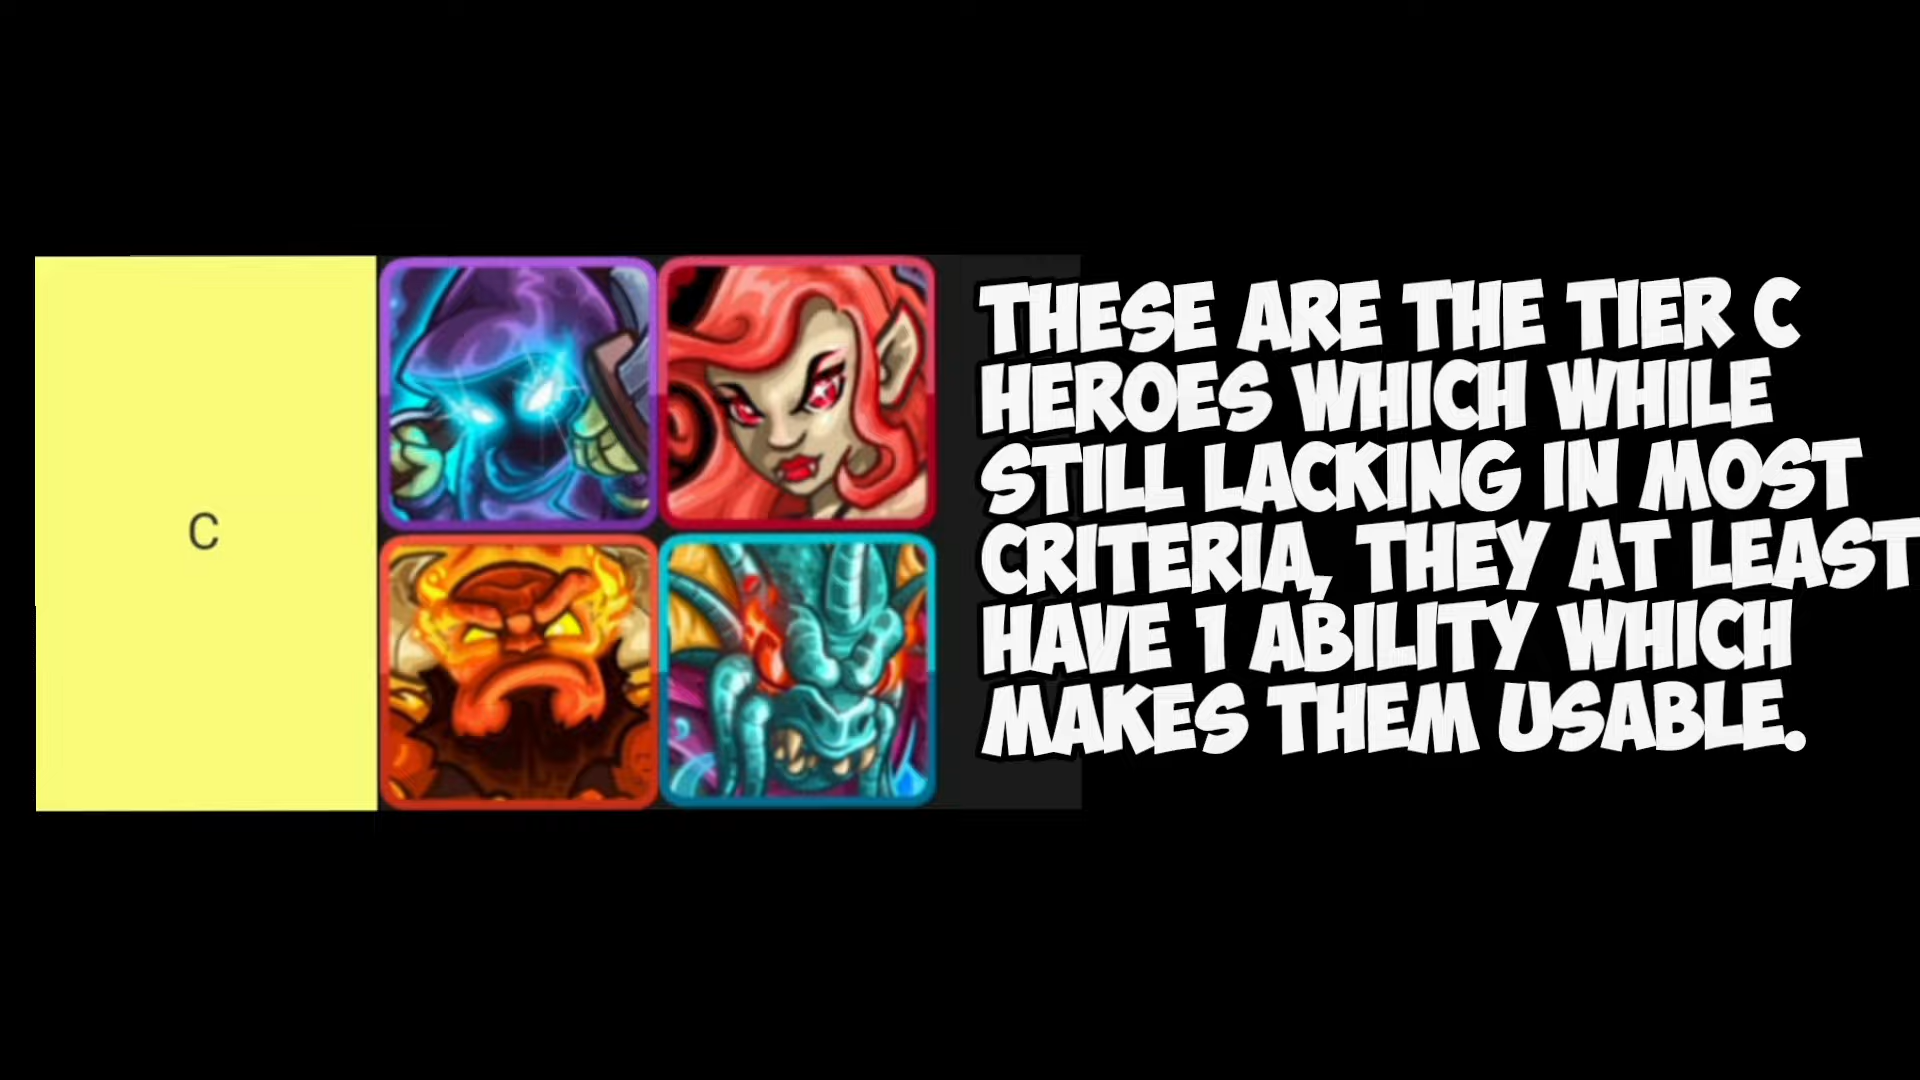 C
THESE ARE THE TIER C
HEROES WHICH WHILE
STILL LACKING IN MOST
CRITERIA, THEY AT LEAST
HAVE 1 ABILITY WHICH
MAKES THEM USABLE.